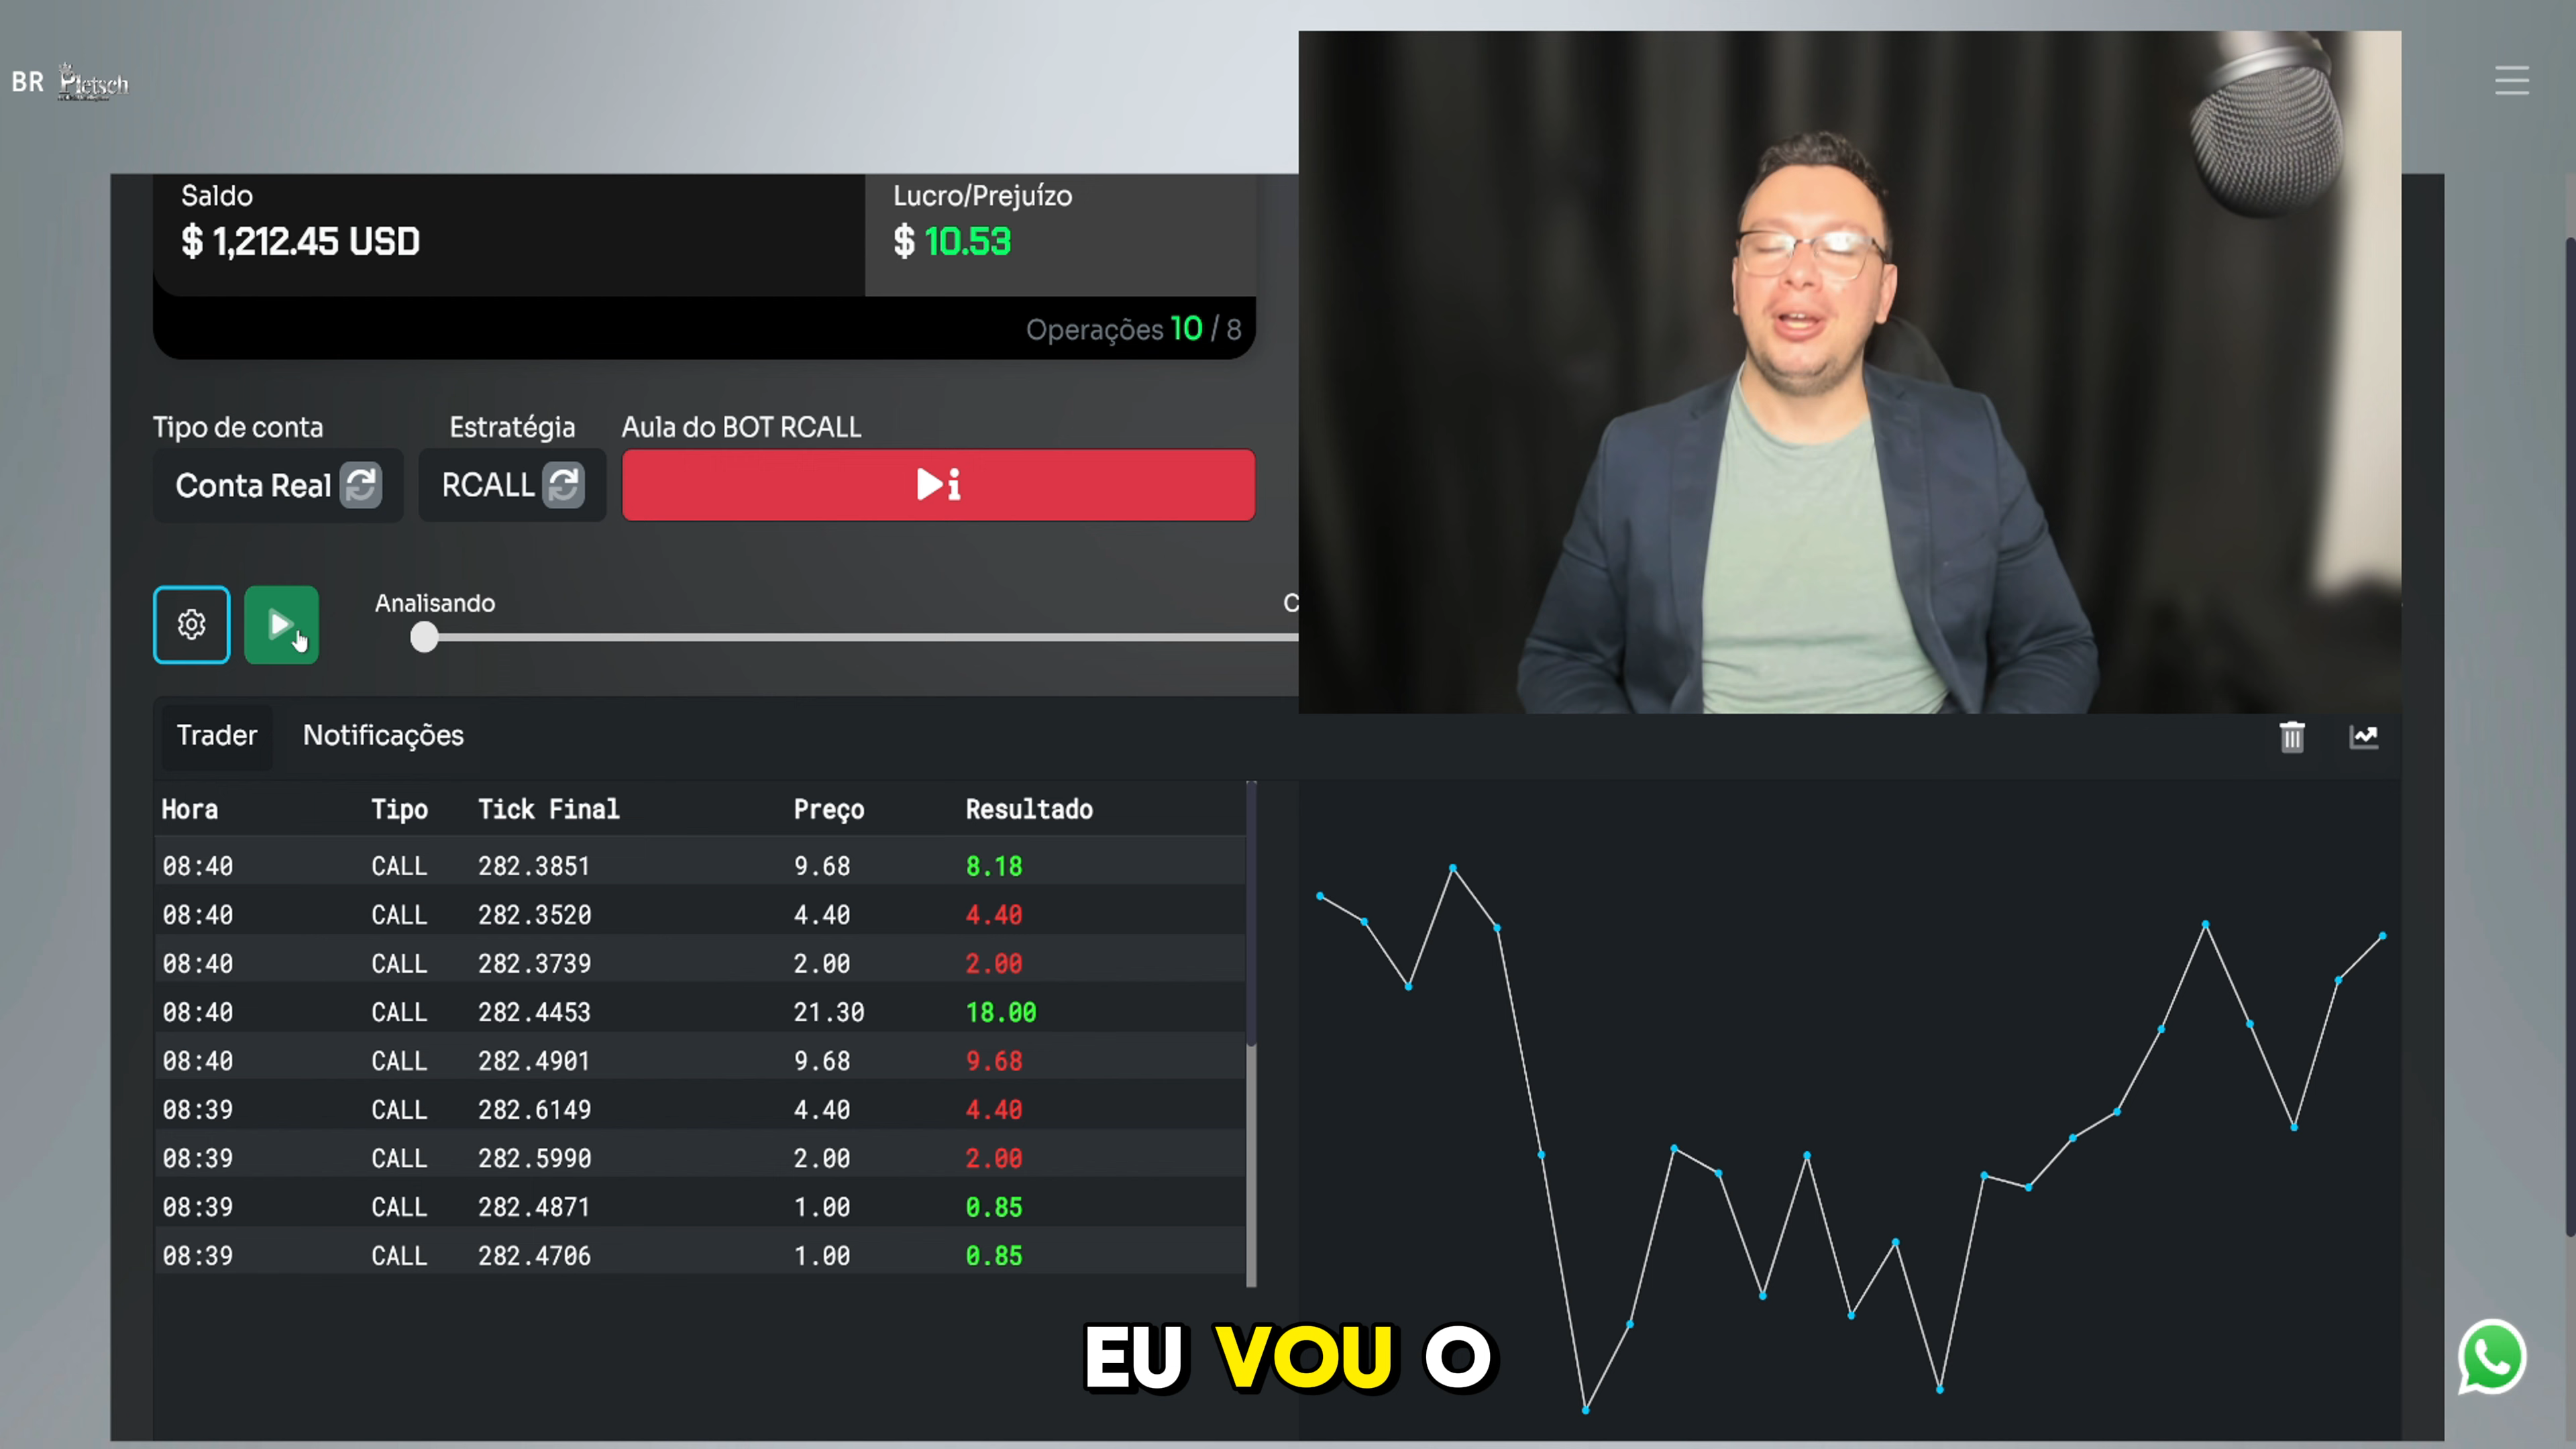 BR Pletsch
Saldo
$ 1,212.45 USD
Lucro/Prejuízo
$ 10.53
Operações 10 / 8
Tipo de conta
Conta Real
Estratégia
RCALL
Aula do BOT RCALL
Analisando
C
Trader Notificações
Hora Tipo Tick Final Preço Resultado
08:40 CALL 282.3851 9.68 8.18
08:40 CALL 282.3520 4.40 4.40
08:40 CALL 282.3739 2.00 2.00
08:40 CALL 282.4453 21.30 18.00
08:40 CALL 282.4901 9.68 9.68
08:39 CALL 282.6149 4.40 4.40
08:39 CALL 282.5990 2.00 2.00
08:39 CALL 282.4871 1.00 0.85
08:39 CALL 282.4706 1.00 0.85
EU VOU O